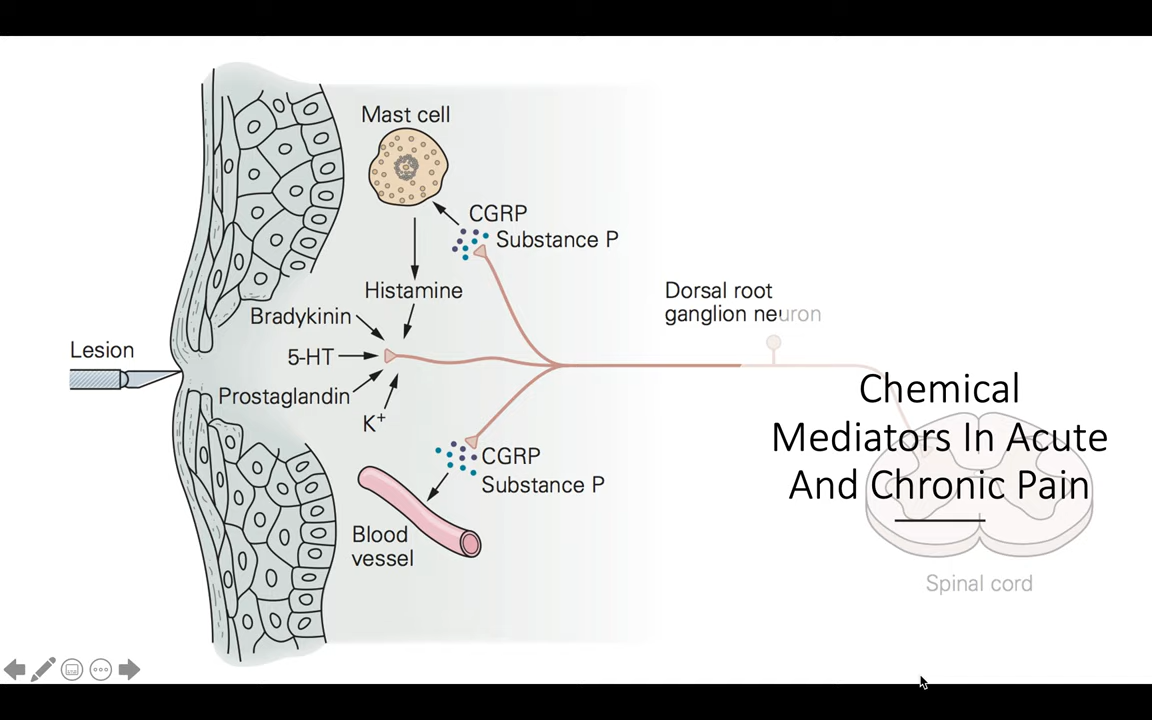 Mast cell
CGRP
Substance P
Histamine
Bradykinin
5-HT
Prostaglandin
K+
Lesion
CGRP
Substance P
Blood
vessel
Dorsal root
ganglion neuron
Chemical
Mediators In Acute
And Chronic Pain
Spinal cord